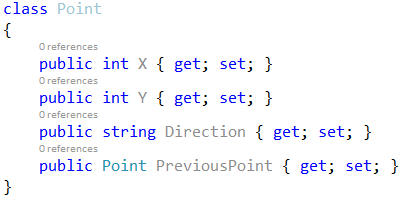 class Point
{
0 references
public int X { get; set; }
0 references
public int Y { get; set; }
0 references
public string Direction { get; set; }
0 references
public Point PreviousPoint { get; set; }
}